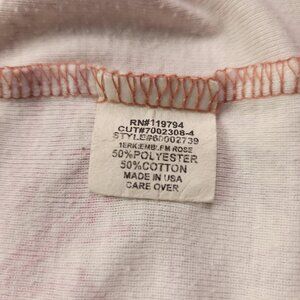 RN#119794
CUT#7002308-4
STYLE#60002739
50%POLYESTER
50%COTTON
MADE IN USA
CARE OVER